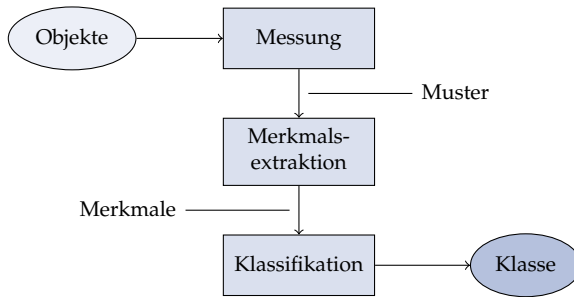 Objekte
Messung
Muster
Merkmals-
extraktion
Merkmale
Klassifikation
Klasse